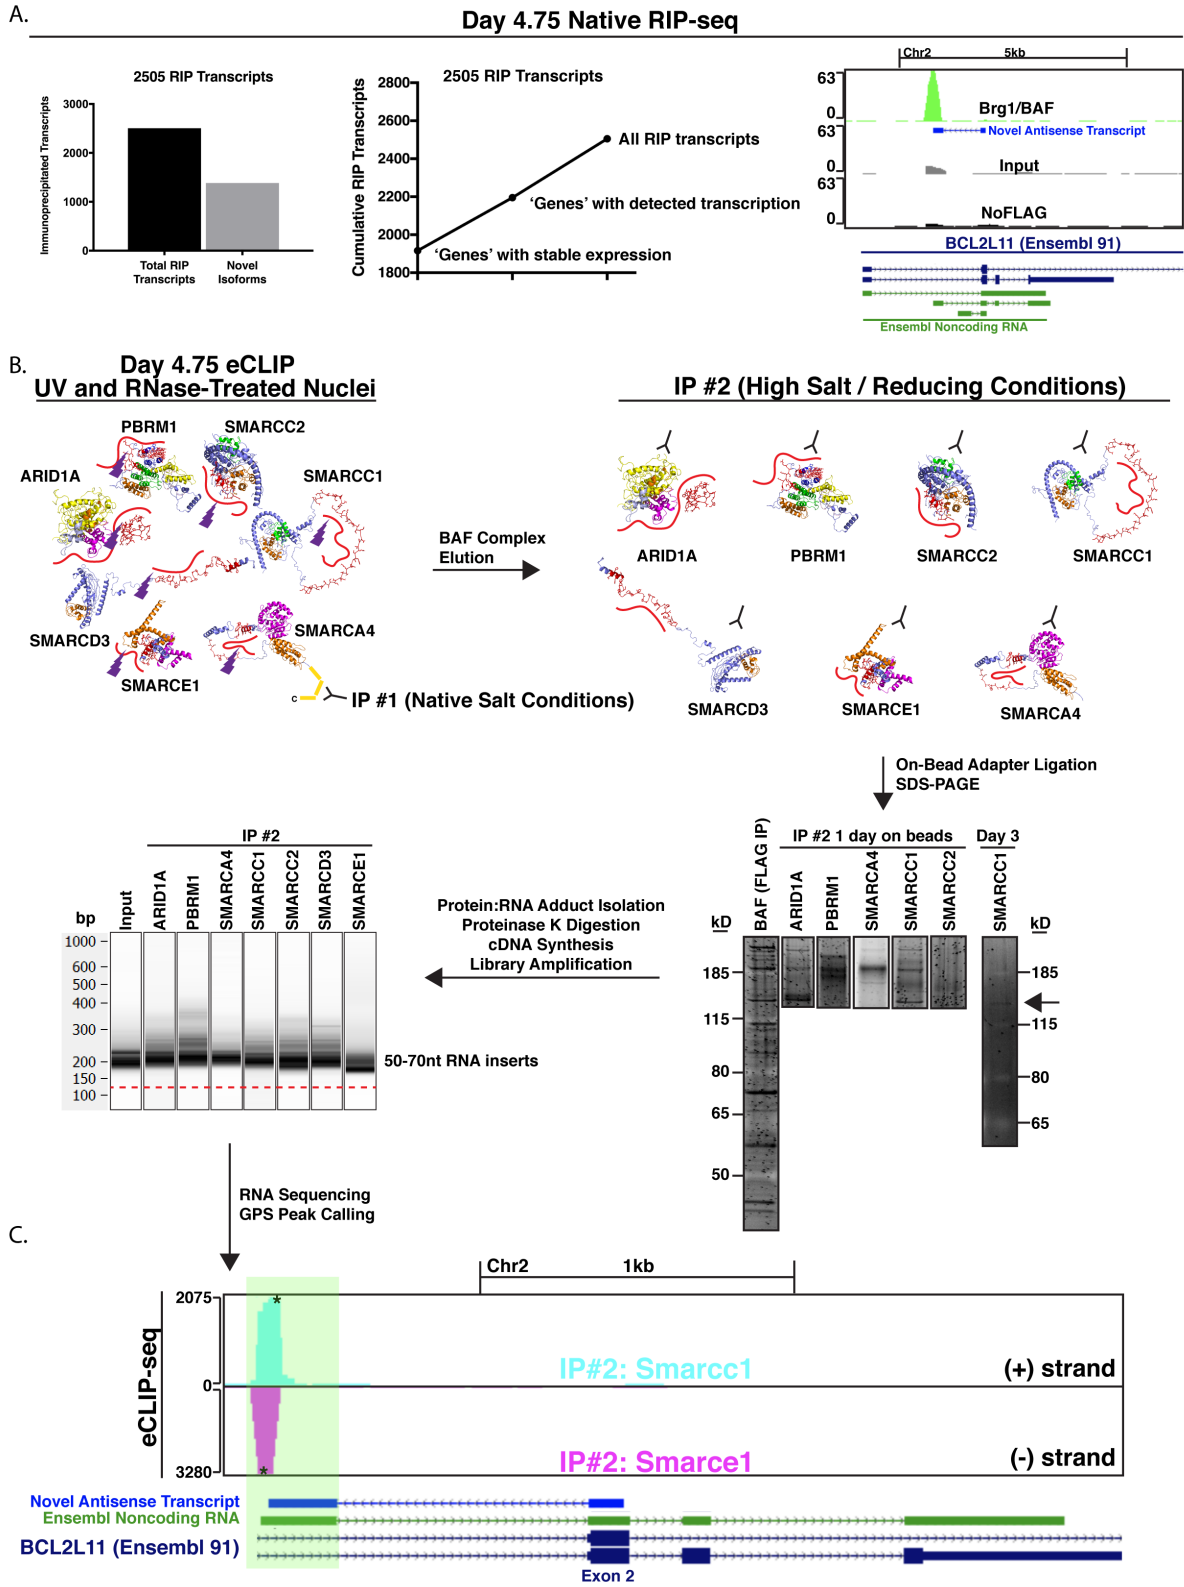 A.
Day 4.75 Native RIP-seq
2505 RIP Transcripts
Immunoprecipitated Transcripts
3000
2000
1000
0
Total RIP Transcripts
Novel Isoforms
2505 RIP Transcripts
Cumulative RIP Transcripts
2800
2600
2400
2200
2000
1800
All RIP transcripts
'Genes' with detected transcription
'Genes' with stable expression
Chr2
5kb
63
0
Brg1/BAF
63
Novel Antisense Transcript
0
Input
63
0
NoFLAG
BCL2L11 (Ensembl 91)
Ensembl Noncoding RNA
B.
Day 4.75 eCLIP
UV and RNase-Treated Nuclei
PBRM1
SMARCC2
ARID1A
SMARCC1
SMARCD3
SMARCA4
SMARCE1
C
IP #1 (Native Salt Conditions)
BAF Complex
Elution
IP #2 (High Salt / Reducing Conditions)
ARID1A
PBRM1
SMARCC2
SMARCC1
SMARCD3
SMARCE1
SMARCA4
On-Bead Adapter Ligation
SDS-PAGE
BAF (FLAG IP)
IP #2 1 day on beads
Day 3
ARID1A
PBRM1
SMARCA4
SMARCC1
SMARCC2
SMARCC1
kD
185
115
80
65
50
kD
185
115
80
65
Protein:RNA Adduct Isolation
Proteinase K Digestion
cDNA Synthesis
Library Amplification
IP #2
Input
ARID1A
PBRM1
SMARCA4
SMARCC1
SMARCC2
SMARCD3
SMARCE1
bp
1000
600
500
400
300
200
150
100
50-70nt RNA inserts
RNA Sequencing
GPS Peak Calling
C.
Chr2
1kb
eCLIP-seq
2075
*
0
IP#2: Smarcc1
(+) strand
IP#2: Smarce1
(-) strand
3280
*
Novel Antisense Transcript
Ensembl Noncoding RNA
BCL2L11 (Ensembl 91)
Exon 2